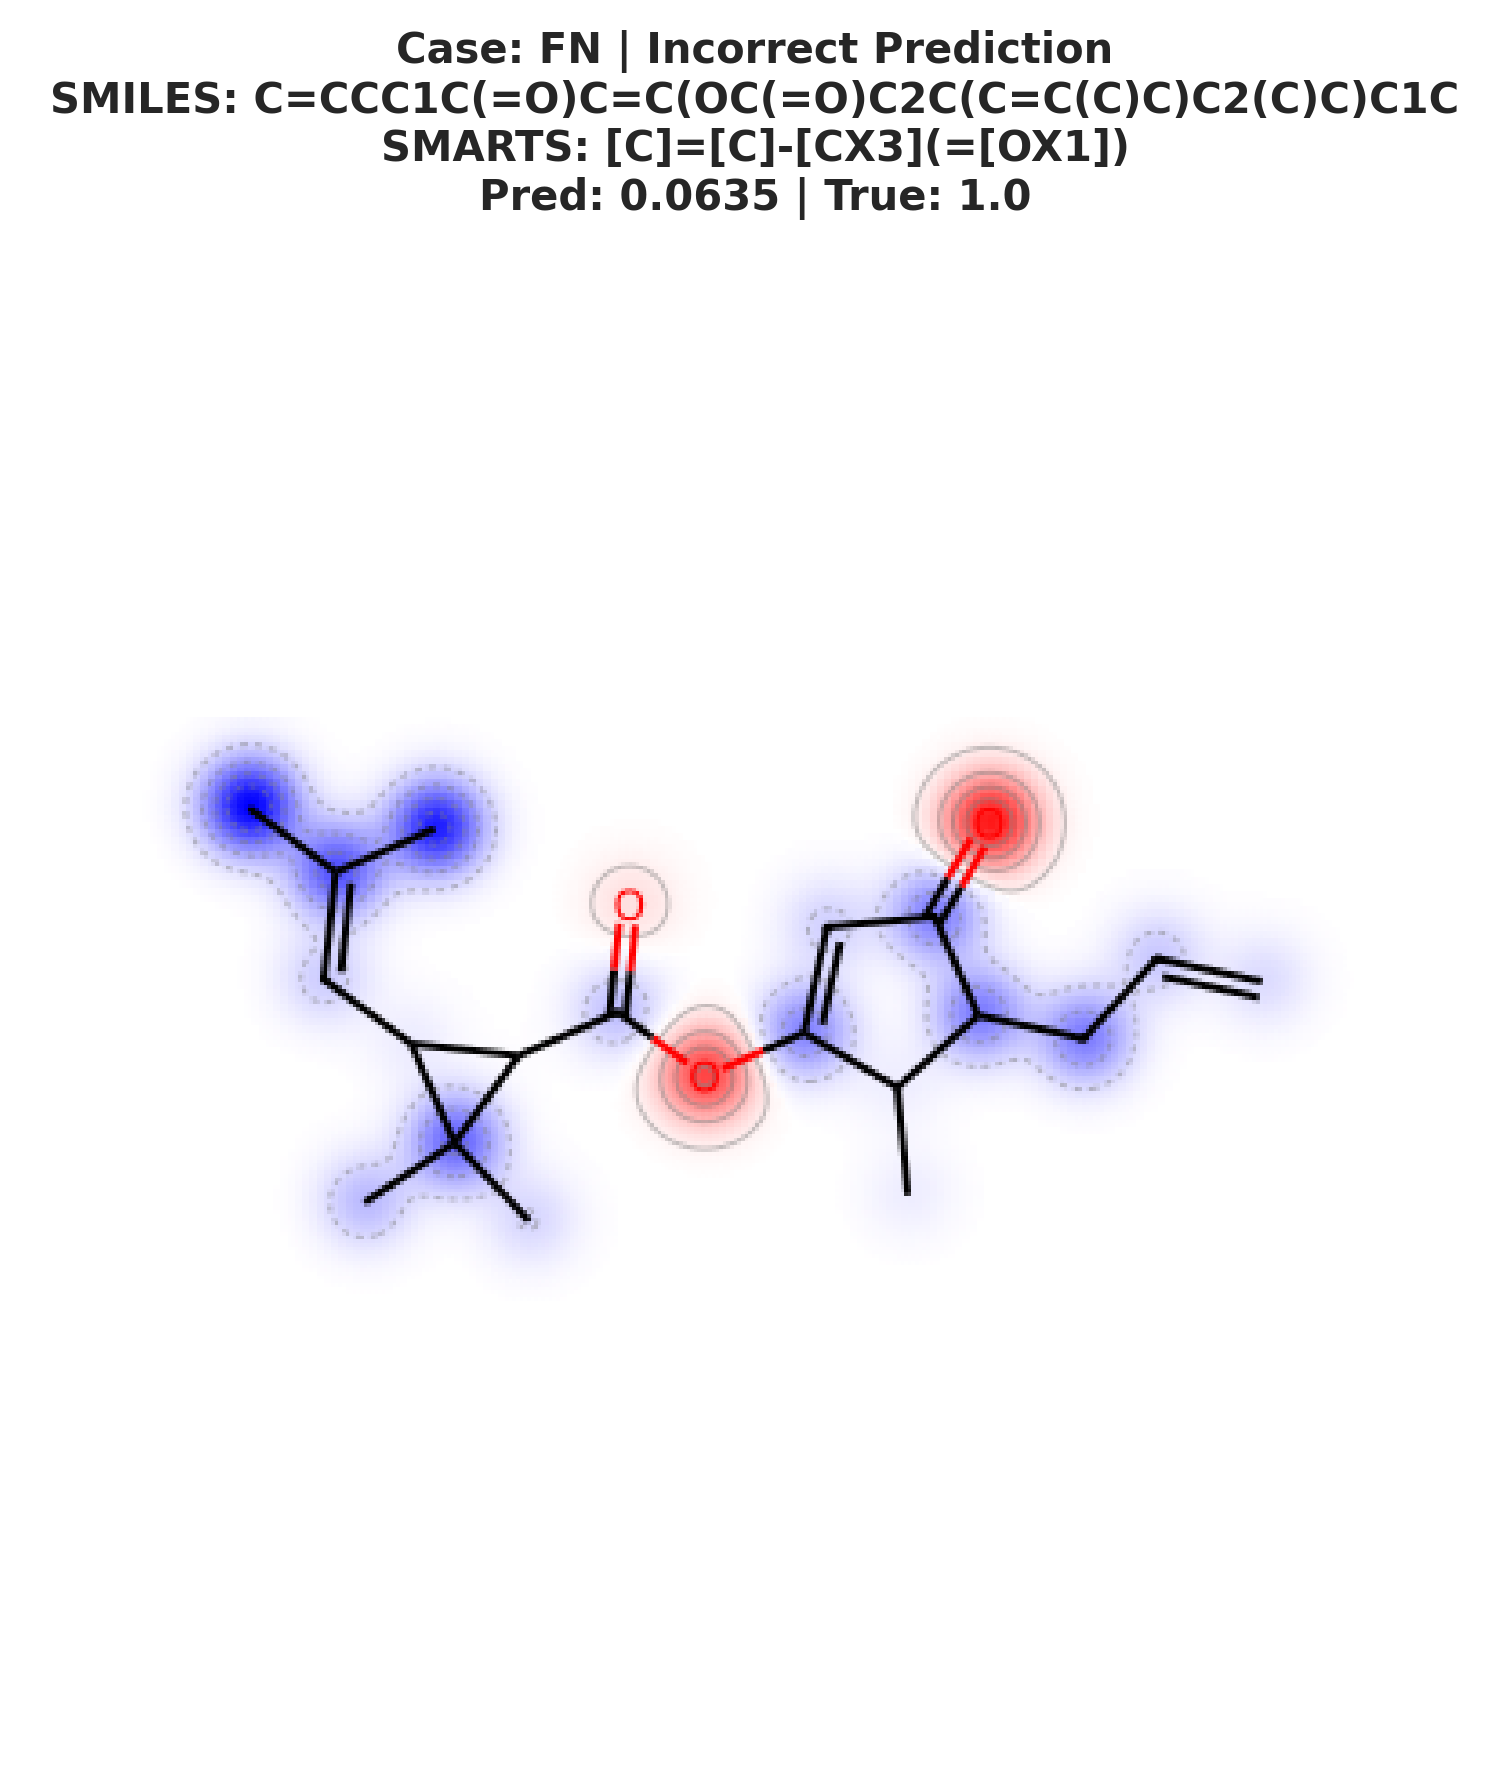 Case: FN | Incorrect Prediction
SMILES: C=CCC1C(=O)C=C(OC(=O)C2C(C=C(C)C)C2(C)C)C1C
SMARTS: [C]=[C]-[CX3](=[OX1])
Pred: 0.0635 | True: 1.0
O
O
O